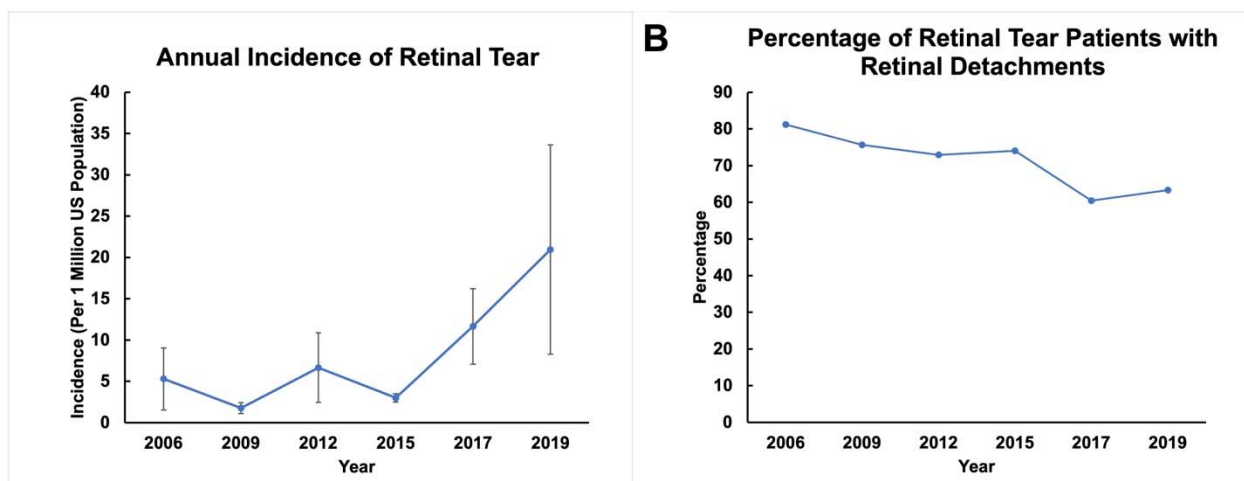 Annual Incidence of Retinal Tear
Incidence (Per 1 Million US Population)
40
35
30
25
20
15
10
5
0
2006 2009 2012 2015 2017 2019
Year
B
Percentage of Retinal Tear Patients with
Retinal Detachments
Percentage
90
80
70
60
50
40
30
20
10
0
2006 2009 2012 2015 2017 2019
Year